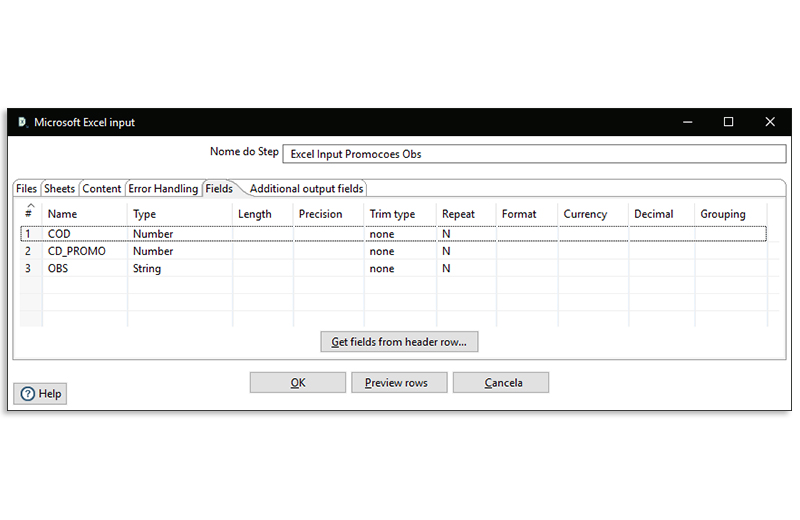 Microsoft Excel input
Nome do Step Excel Input Promocoes Obs
Files Sheets Content Error Handling Fields Additional output fields
# Name Type Length Precision Trim type Repeat Format Currency Decimal Grouping
1 COD Number none N
2 CD_PROMO Number none N
3 OBS String none N
Get fields from header row...
OK Preview rows Cancela
Help